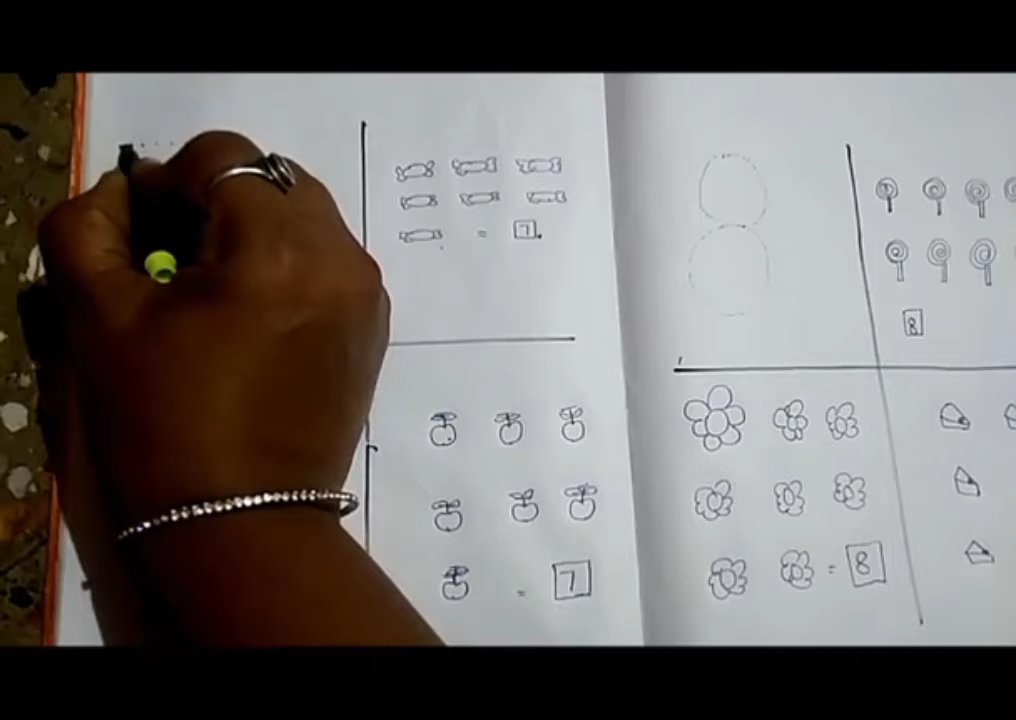 = 7
8
= 7
= 8